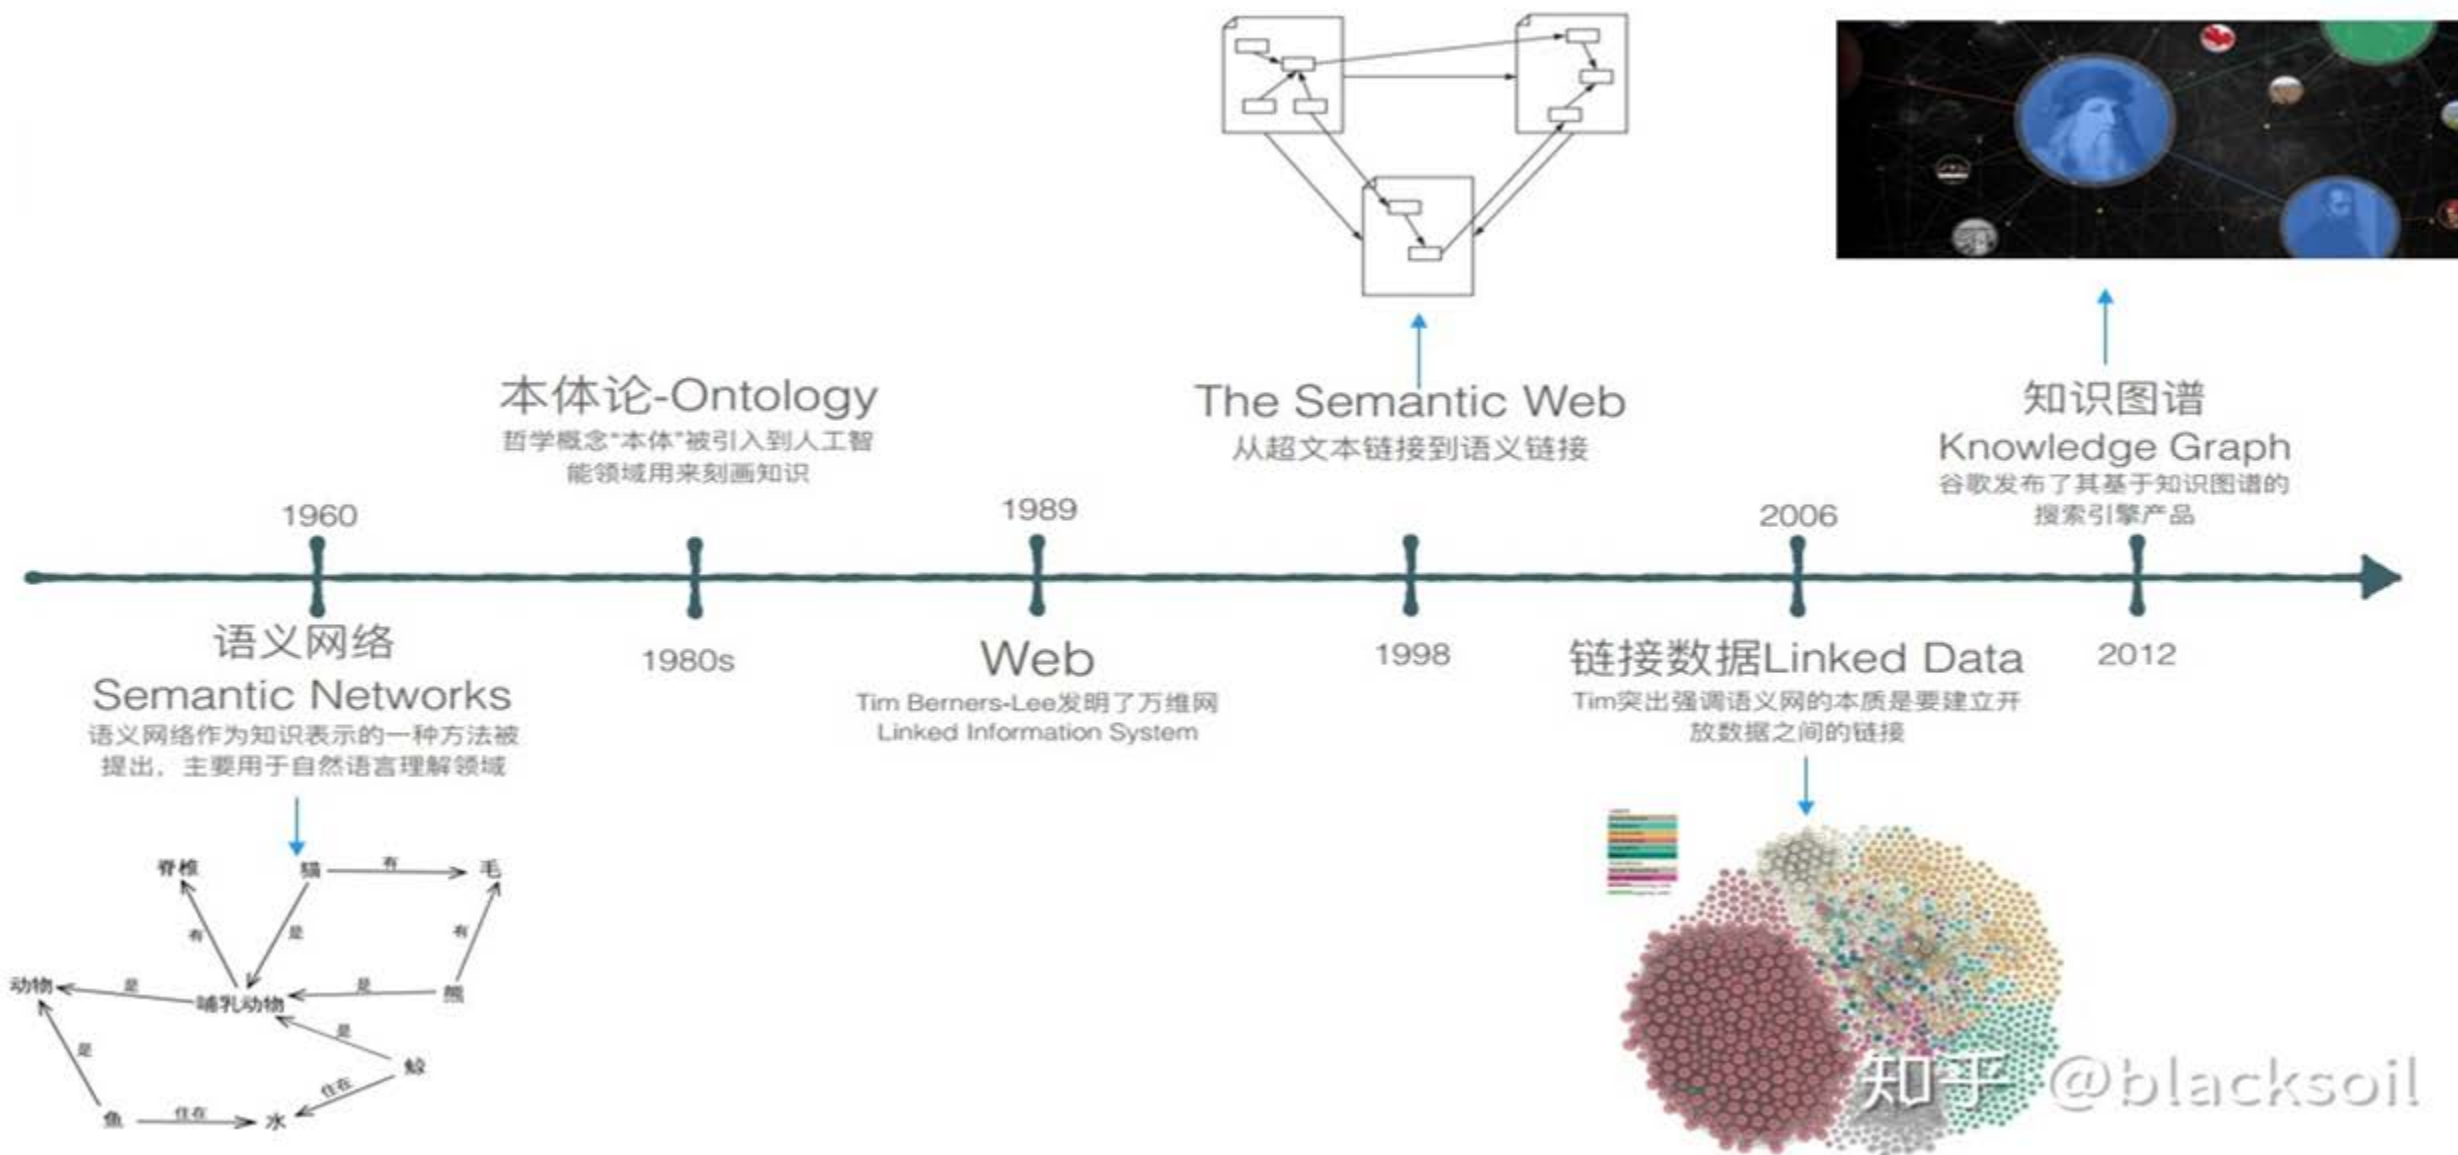 本体论-Ontology
哲学概念“本体”被引入到人工智
能领域用来刻画知识
The Semantic Web
从超文本链接到语义链接
知识图谱
Knowledge Graph
谷歌发布了其基于知识图谱的
搜索引擎产品
1960
1989
2006
语义网络
Semantic Networks
语义网络作为知识表示的一种方法被
提出，主要用于自然语言理解领域
1980s
Web
Tim Berners-Lee发明了万维网
Linked Information System
1998
链接数据Linked Data
Tim突出强调语义网的本质是要建立开
放数据之间的链接
2012
脊椎
猫
有
毛
有
是
有
动物
是
哺乳动物
是
熊
是
是
鲸
住在
鱼
住在
水
知乎 @blacksoil